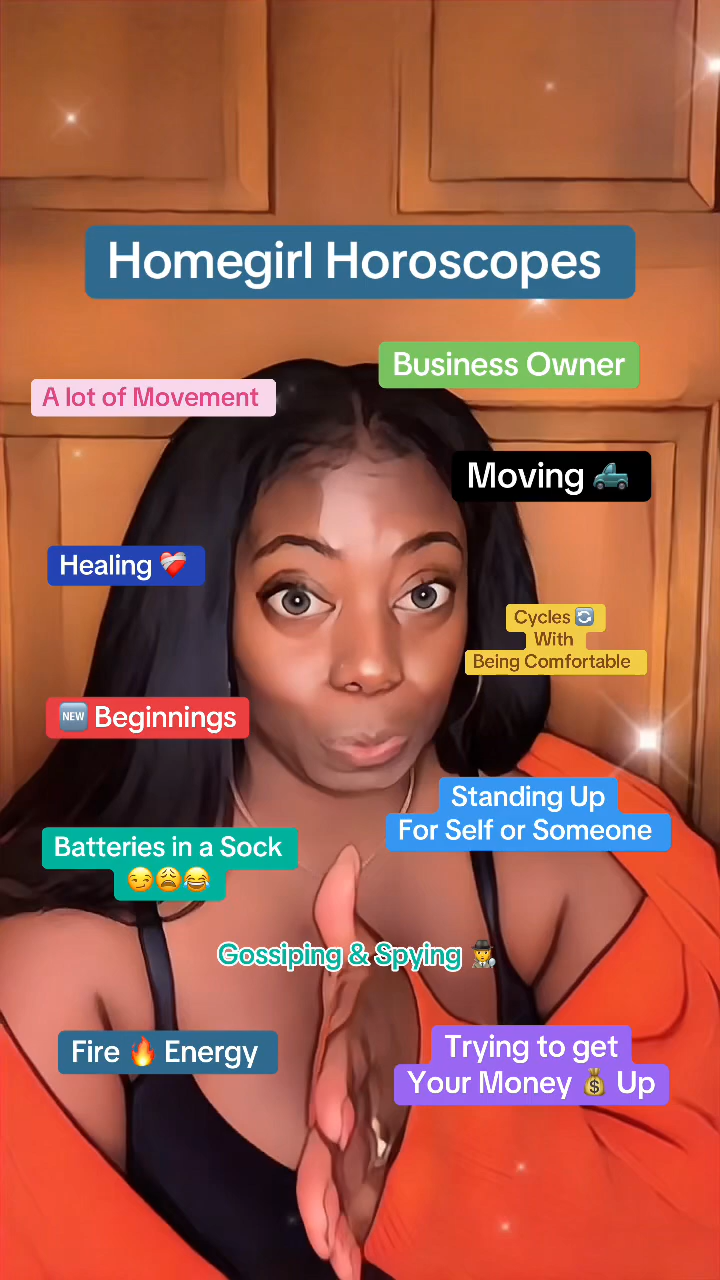 Homegirl Horoscopes
Business Owner
A lot of Movement
Moving 🛻
Healing ❤️‍🩹
Cycles 🔄
With
Being Comfortable
🆕 Beginnings
Standing Up
For Self or Someone
Batteries in a Sock
😏😩😂
Gossiping & Spying 🕵️
Fire 🔥 Energy
Trying to get
Your Money 💰 Up